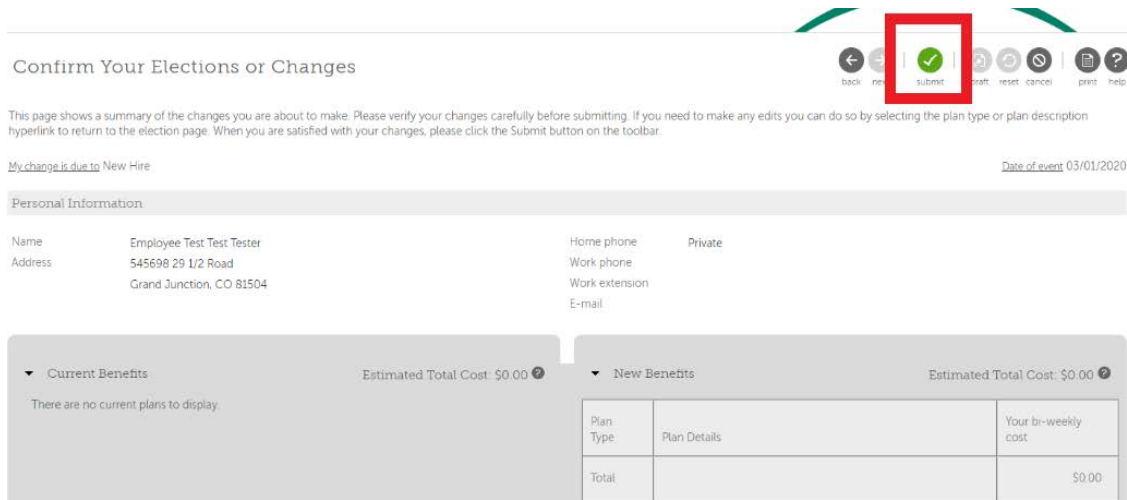 Confirm Your Elections or Changes
back next submit draft reset cancel print help
This page shows a summary of the changes you are about to make. Please verify your changes carefully before submitting. If you need to make any edits you can do so by selecting the plan type or plan description
hyperlink to return to the election page. When you are satisfied with your changes, please click the Submit button on the toolbar.
My change is due to New Hire
Date of event 03/01/2020
Personal Information
Name Employee Test Test Tester
Address 545698 29 1/2 Road
Grand Junction, CO 81504
Home phone Private
Work phone
Work extension
E-mail
Current Benefits Estimated Total Cost: $0.00
There are no current plans to display.
New Benefits Estimated Total Cost: $0.00
Plan Type Plan Details Your bi-weekly cost
Total $0.00